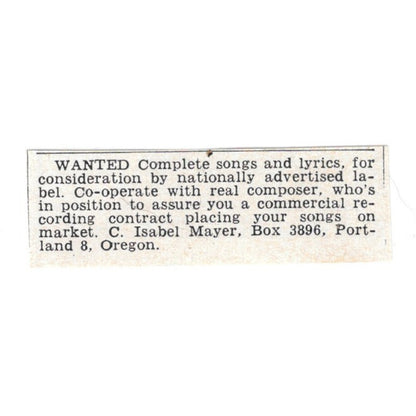 WANTED Complete songs and lyrics, for
consideration by nationally advertised la-
bel. Co-operate with real composer, who's
in position to assure you a commercial re-
cording contract placing your songs on
market. C. Isabel Mayer, Box 3896, Port-
land 8, Oregon.